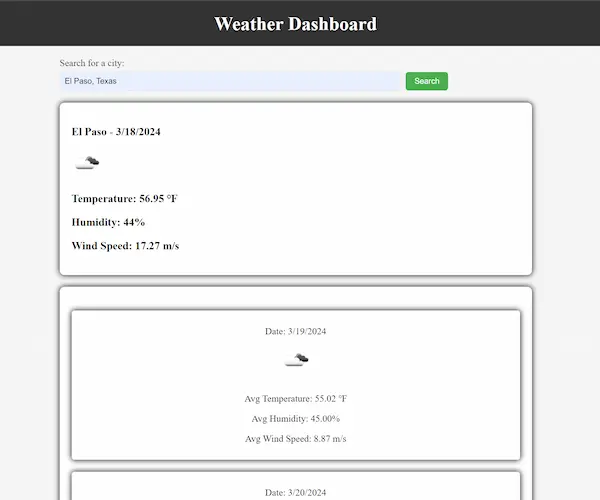 Weather Dashboard
Search for a city:
El Paso, Texas
Search
El Paso - 3/18/2024
Temperature: 56.95 °F
Humidity: 44%
Wind Speed: 17.27 m/s
Date: 3/19/2024
Avg Temperature: 55.02 °F
Avg Humidity: 45.00%
Avg Wind Speed: 8.87 m/s
Date: 3/20/2024